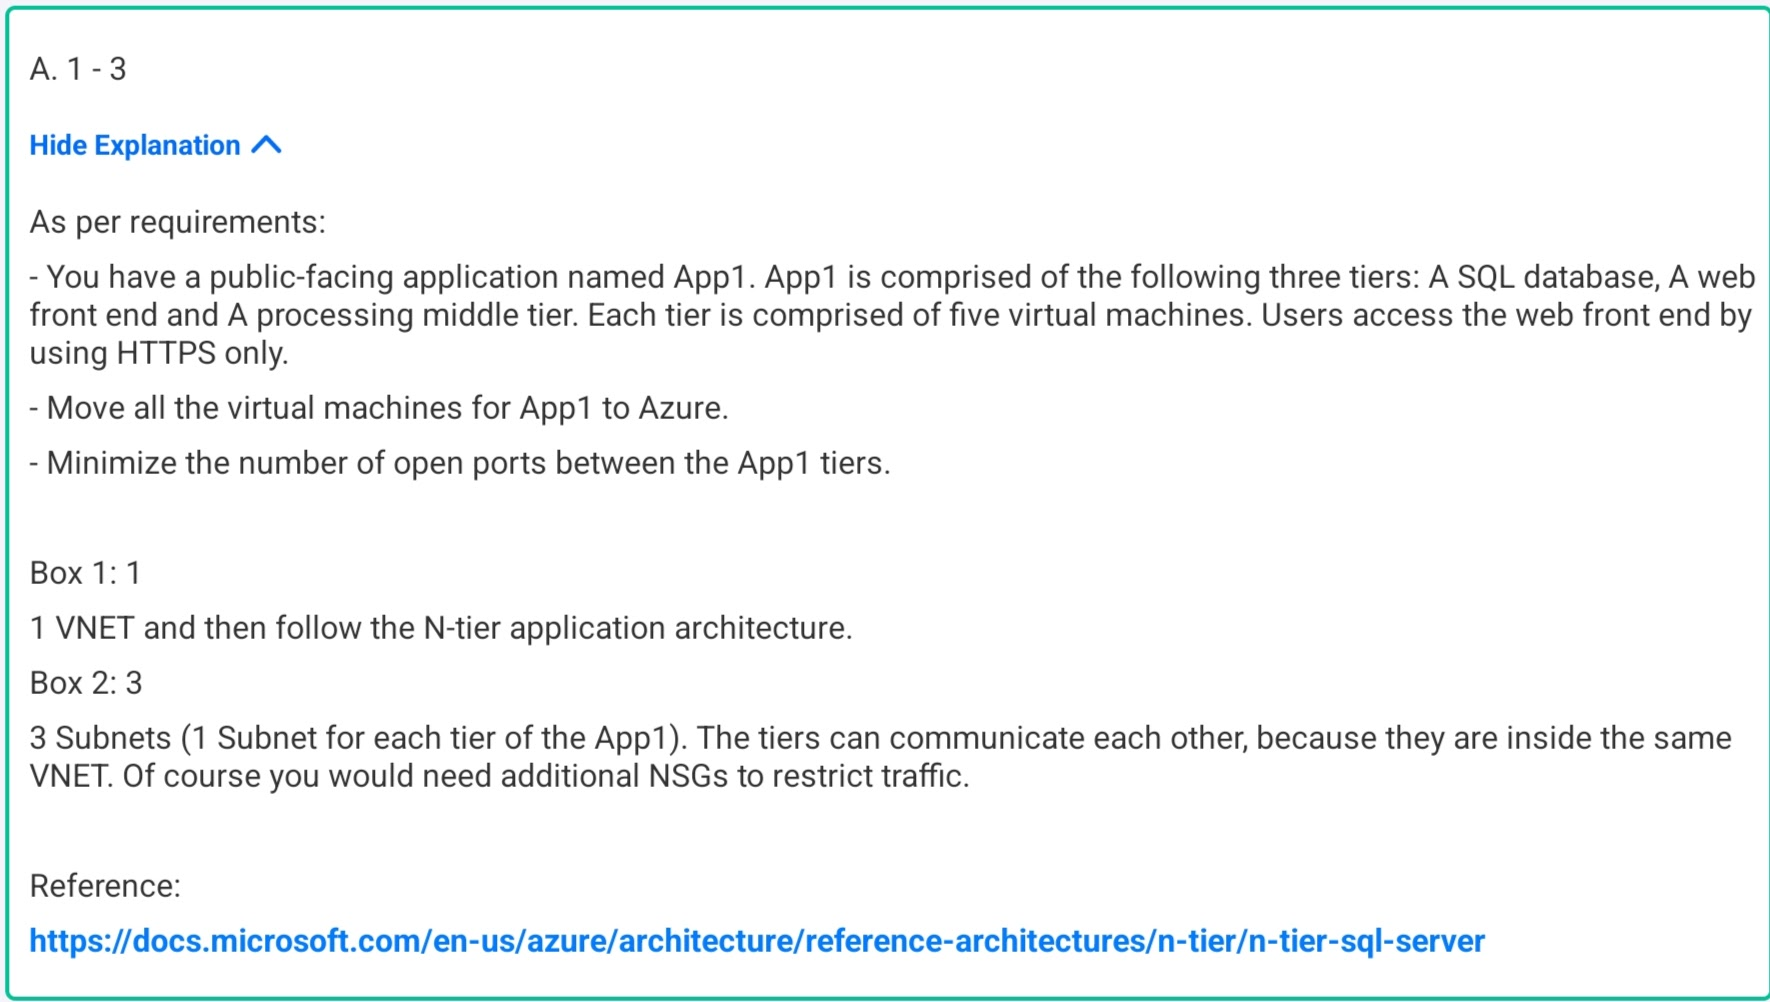 A. 1 - 3
Hide Explanation
As per requirements:
- You have a public-facing application named App1. App1 is comprised of the following three tiers: A SQL database, A web
front end and A processing middle tier. Each tier is comprised of five virtual machines. Users access the web front end by
using HTTPS only.
- Move all the virtual machines for App1 to Azure.
- Minimize the number of open ports between the App1 tiers.
Box 1: 1
1 VNET and then follow the N-tier application architecture.
Box 2: 3
3 Subnets (1 Subnet for each tier of the App1). The tiers can communicate each other, because they are inside the same
VNET. Of course you would need additional NSGs to restrict traffic.
Reference:
https://docs.microsoft.com/en-us/azure/architecture/reference-architectures/n-tier/n-tier-sql-server